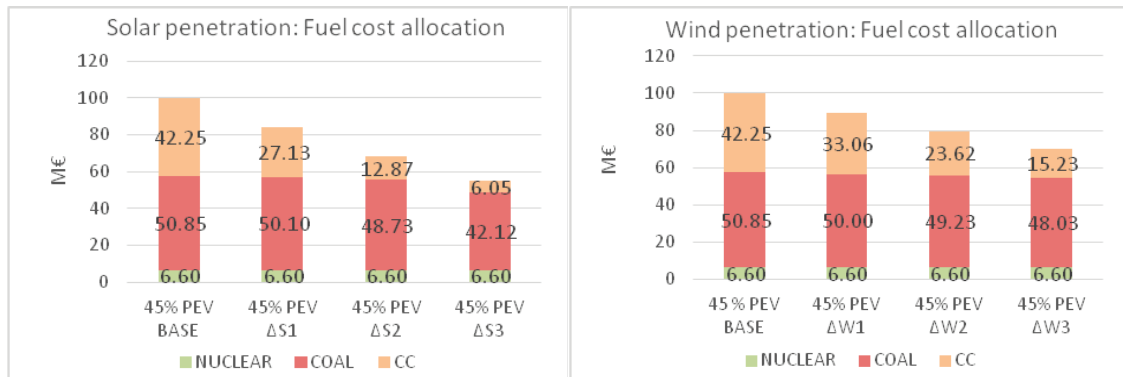 Solar penetration: Fuel cost allocation
120
100
80
60
40
20
0
M€
42.25
27.13
12.87
6.05
50.85
50.10
48.73
42.12
6.60
6.60
6.60
6.60
45% PEV BASE
45% PEV ΔS1
45% PEV ΔS2
45% PEV ΔS3
NUCLEAR
COAL
CC
Wind penetration: Fuel cost allocation
120
100
80
60
40
20
0
M€
42.25
33.06
23.62
15.23
50.85
50.00
49.23
48.03
6.60
6.60
6.60
6.60
45 % PEV BASE
45% PEV ΔW1
45% PEV ΔW2
45% PEV ΔW3
NUCLEAR
COAL
CC